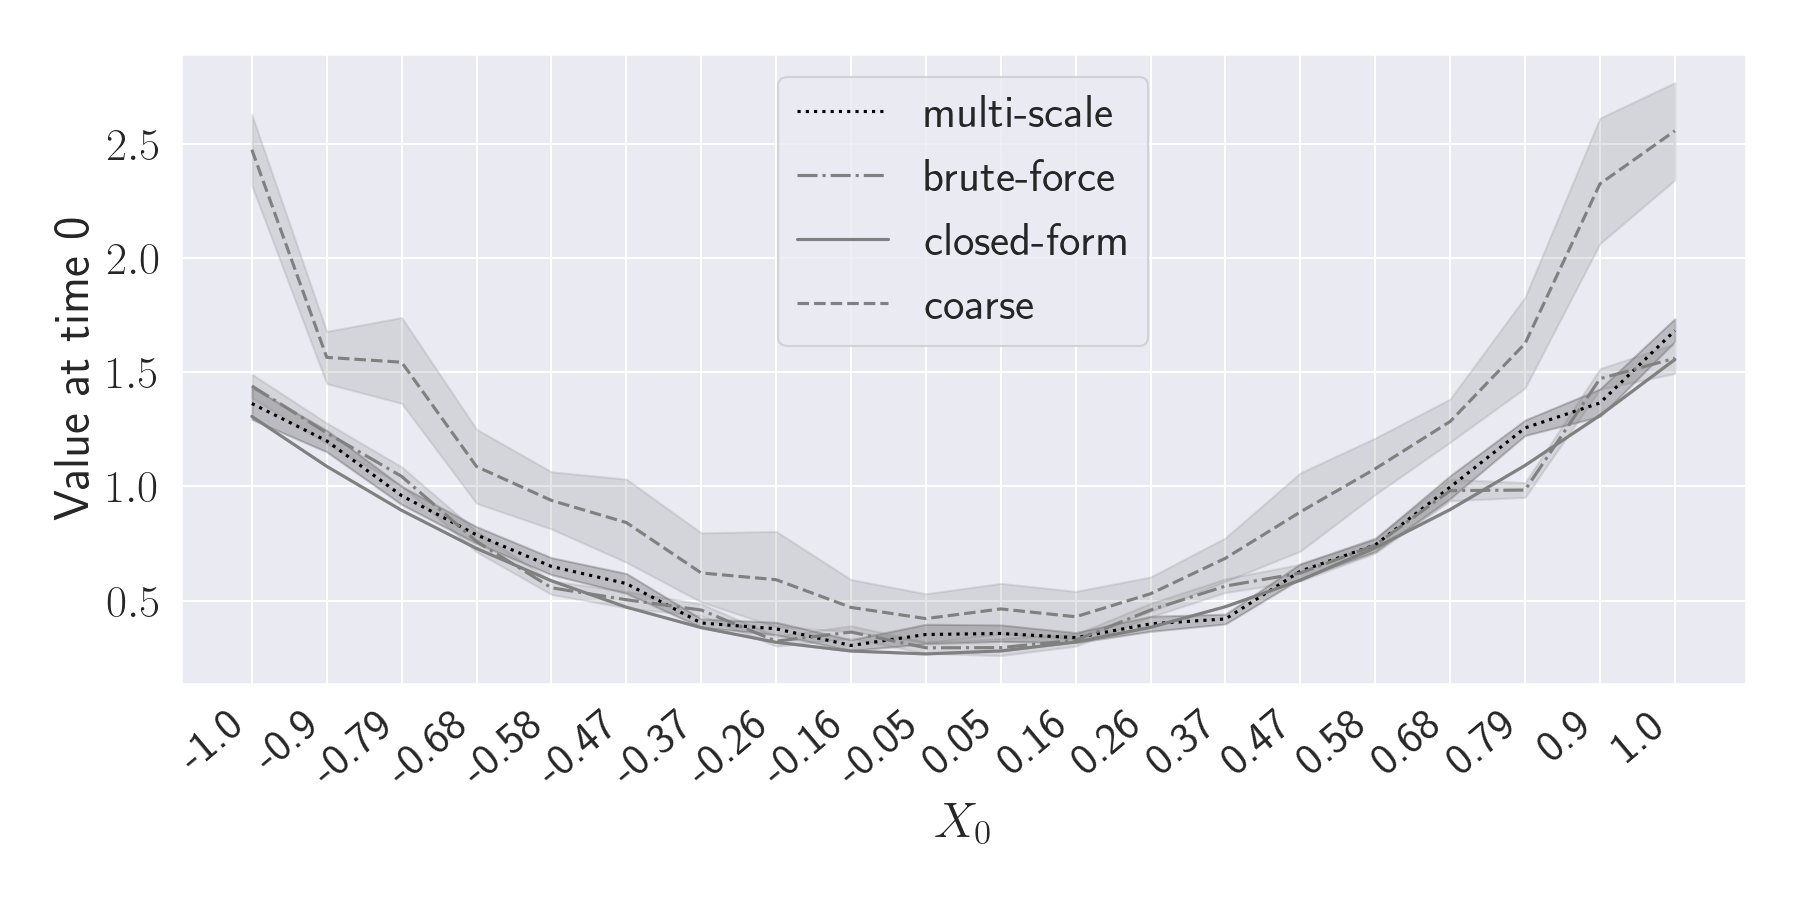 multi-scale
brute-force
closed-form
coarse
Value at time 0
2.5
2.0
1.5
1.0
0.5
-1.0 -0.9 -0.79 -0.68 -0.58 -0.47 -0.37 -0.26 -0.16 -0.05 0.05 0.16 0.26 0.37 0.47 0.58 0.68 0.79 0.9 1.0
X₀